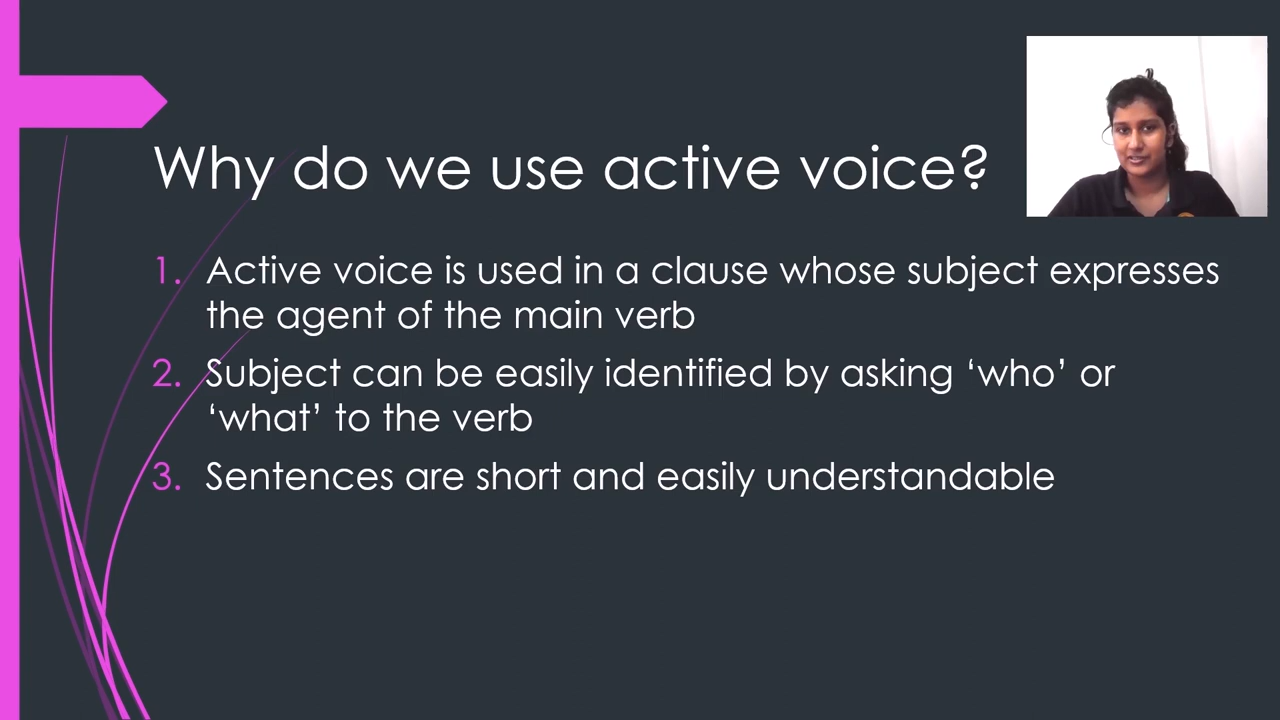 Why do we use active voice?
1. Active voice is used in a clause whose subject expresses
the agent of the main verb
2. Subject can be easily identified by asking ‘who’ or
‘what’ to the verb
3. Sentences are short and easily understandable